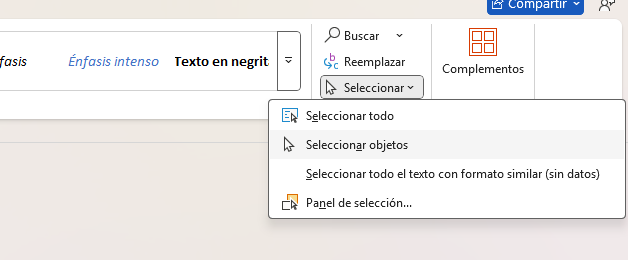 Compartir
Buscar
fasis Énfasis intenso Texto en negrit
Reemplazar
Complementos
Seleccionar
Seleccionar todo
Seleccionar objetos
Seleccionar todo el texto con formato similar (sin datos)
Panel de selección...